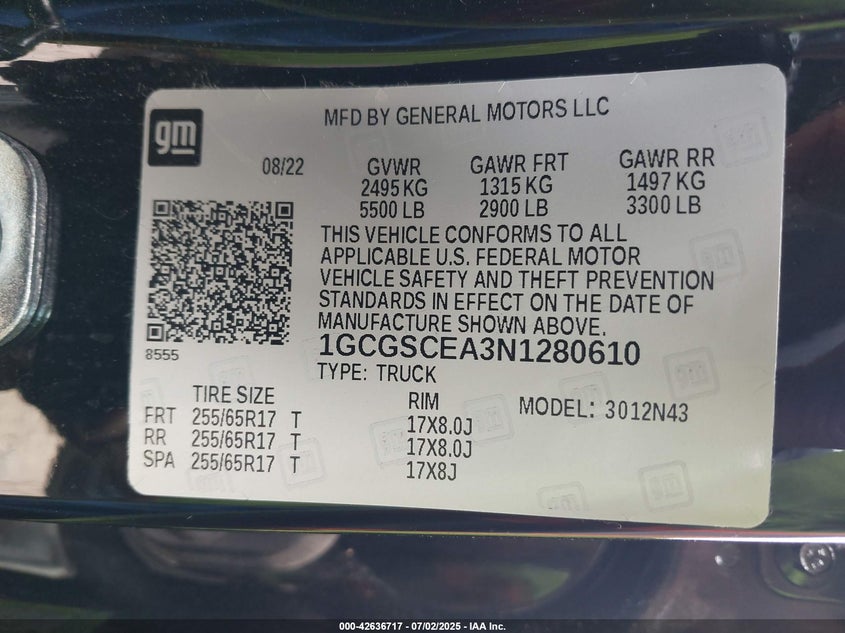 gm
MFD BY GENERAL MOTORS LLC
08/22 GVWR GAWR FRT GAWR RR
2495 KG 1315 KG 1497 KG
5500 LB 2900 LB 3300 LB
THIS VEHICLE CONFORMS TO ALL
APPLICABLE U.S. FEDERAL MOTOR
VEHICLE SAFETY AND THEFT PREVENTION
STANDARDS IN EFFECT ON THE DATE OF
MANUFACTURE SHOWN ABOVE.
8555
1GCGSCEA3N1280610
TYPE: TRUCK
TIRE SIZE RIM MODEL: 3012N43
FRT 255/65R17 T 17X8.0J
RR 255/65R17 T 17X8.0J
SPA 255/65R17 T 17X8J
000-42636717 - 07/02/2025 - IAA Inc.